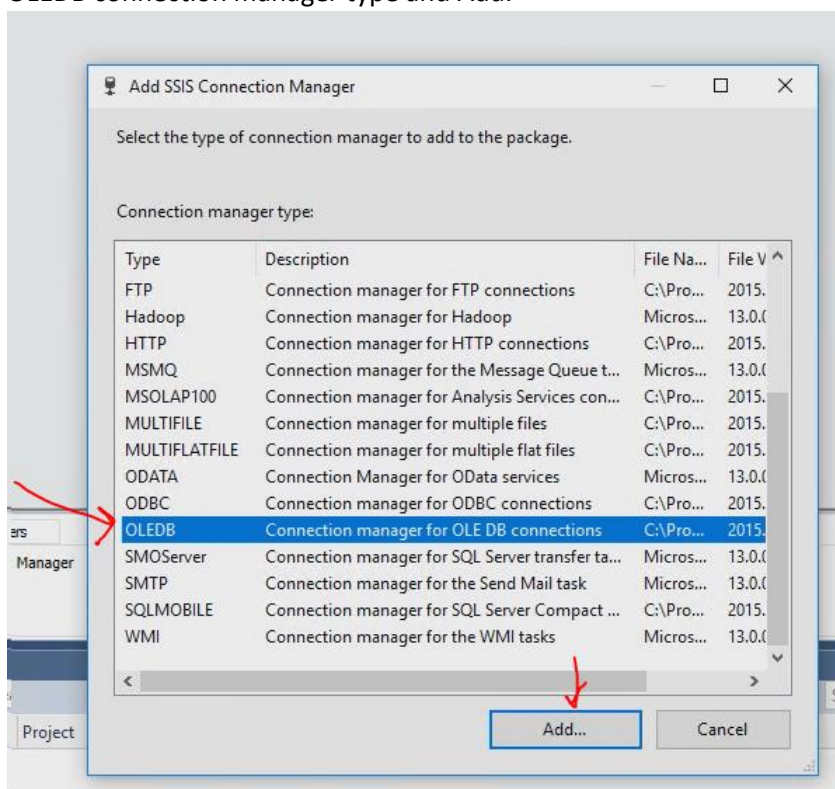 OLEDB connection manager type and Add.
Add SSIS Connection Manager
Select the type of connection manager to add to the package.
Connection manager type:
Type Description File Na... File V
FTP Connection manager for FTP connections C:\Pro... 2015.
Hadoop Connection manager for Hadoop Micros... 13.0.(
HTTP Connection manager for HTTP connections C:\Pro... 2015.
MSMQ Connection manager for the Message Queue t... Micros... 13.0.(
MSOLAP100 Connection manager for Analysis Services con... C:\Pro... 2015.
MULTIFILE Connection manager for multiple files C:\Pro... 2015.
MULTIFLATFILE Connection manager for multiple flat files C:\Pro... 2015.
ODATA Connection Manager for OData services Micros... 13.0.(
ODBC Connection manager for ODBC connections C:\Pro... 2015.
ers
OLEDB Connection manager for OLE DB connections C:\Pro... 2015.
Manager
SMOServer Connection manager for SQL Server transfer ta... Micros... 13.0.(
SMTP Connection manager for the Send Mail task Micros... 13.0.(
SQLMOBILE Connection manager for SQL Server Compact ... C:\Pro... 2015.
WMI Connection manager for the WMI tasks Micros... 13.0.(
Project
Add... Cancel